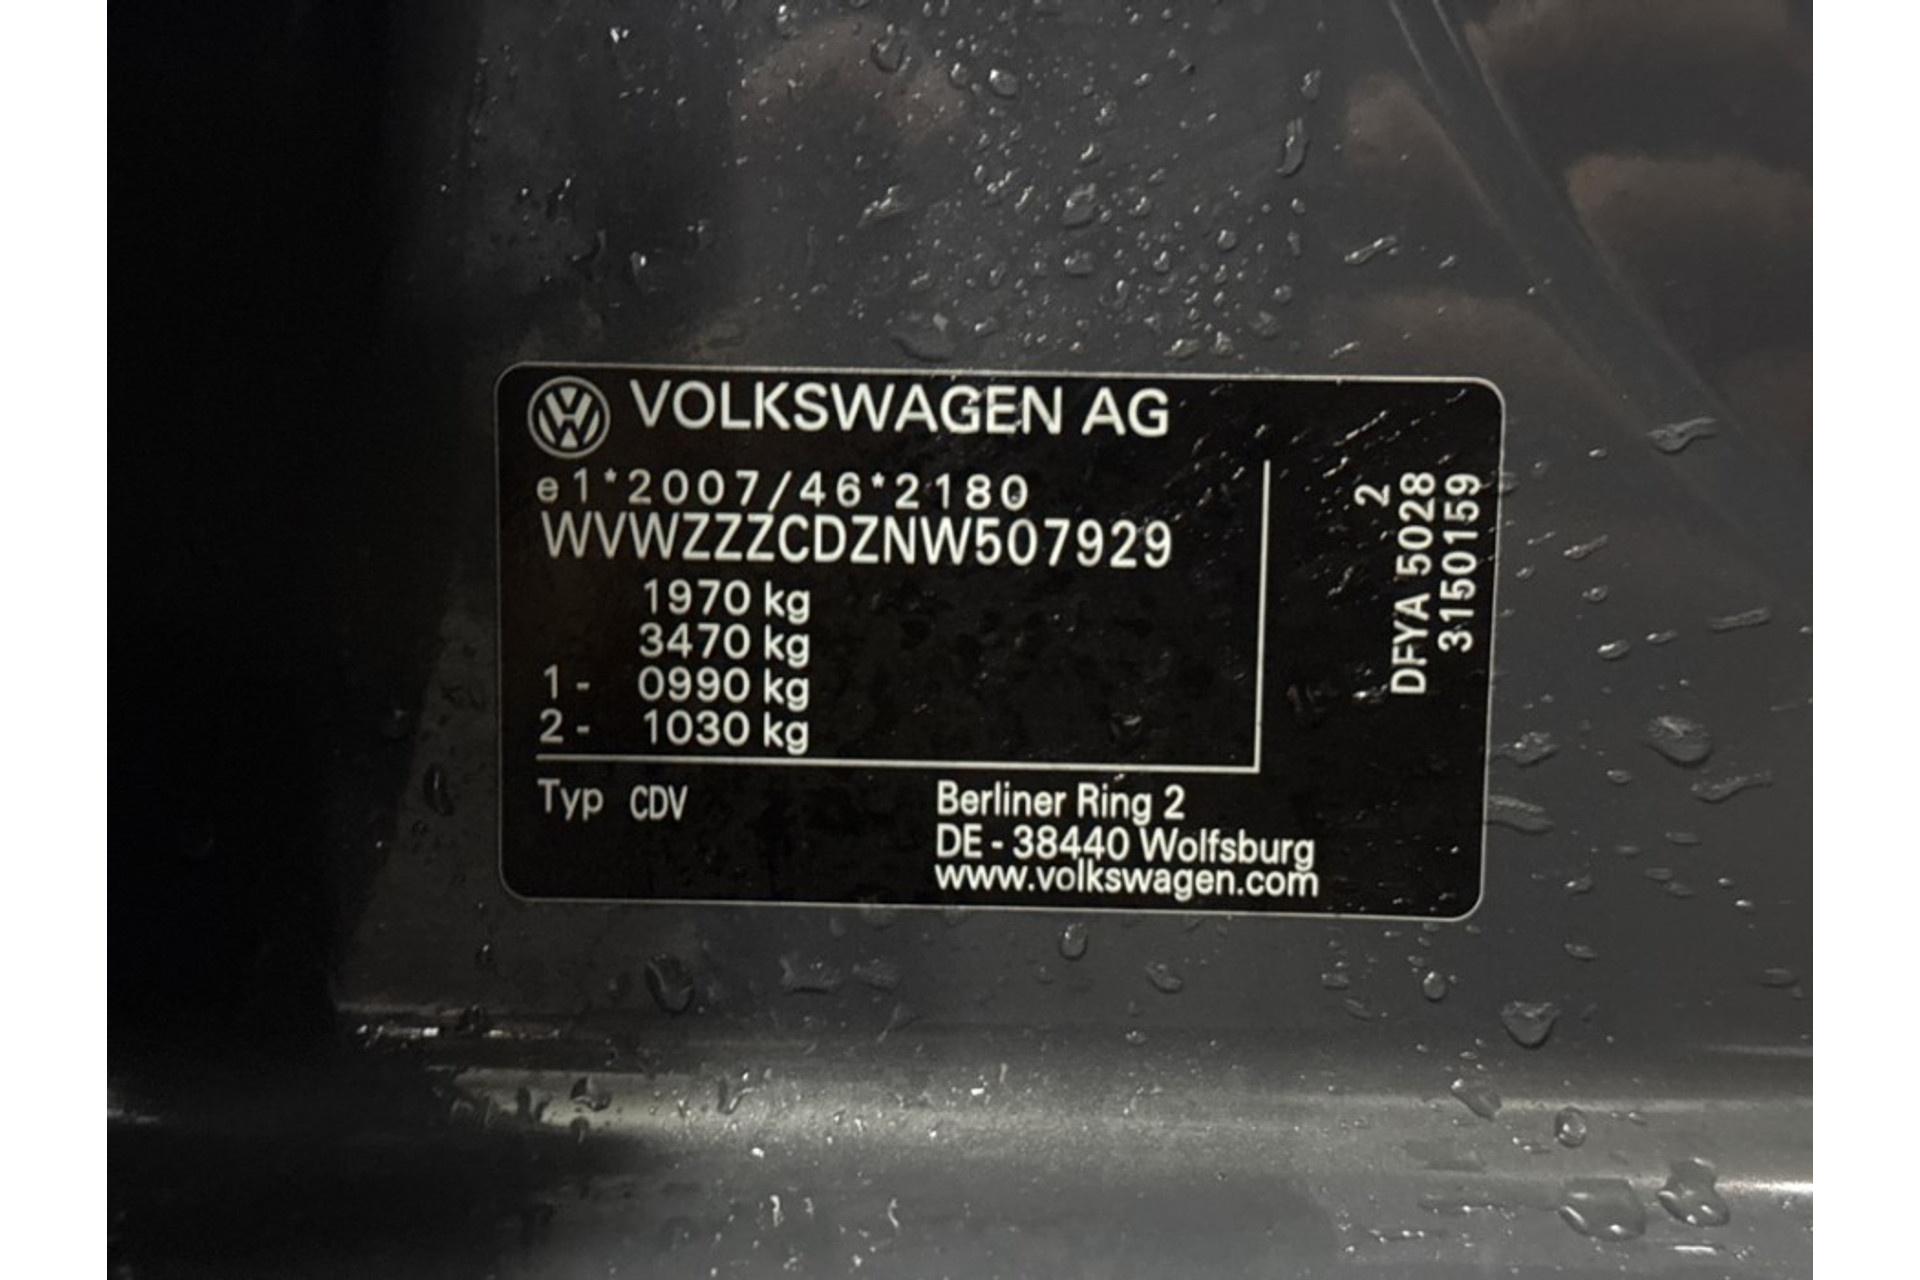 VOLKSWAGEN AG
e1*2007/46*2180
WVWZZZCDZNW507929
1970 kg
3470 kg
1- 0990 kg
2- 1030 kg
Typ CDV
Berliner Ring 2
DE - 38440 Wolfsburg
www.volkswagen.com
2
DFYA 5028
3150159